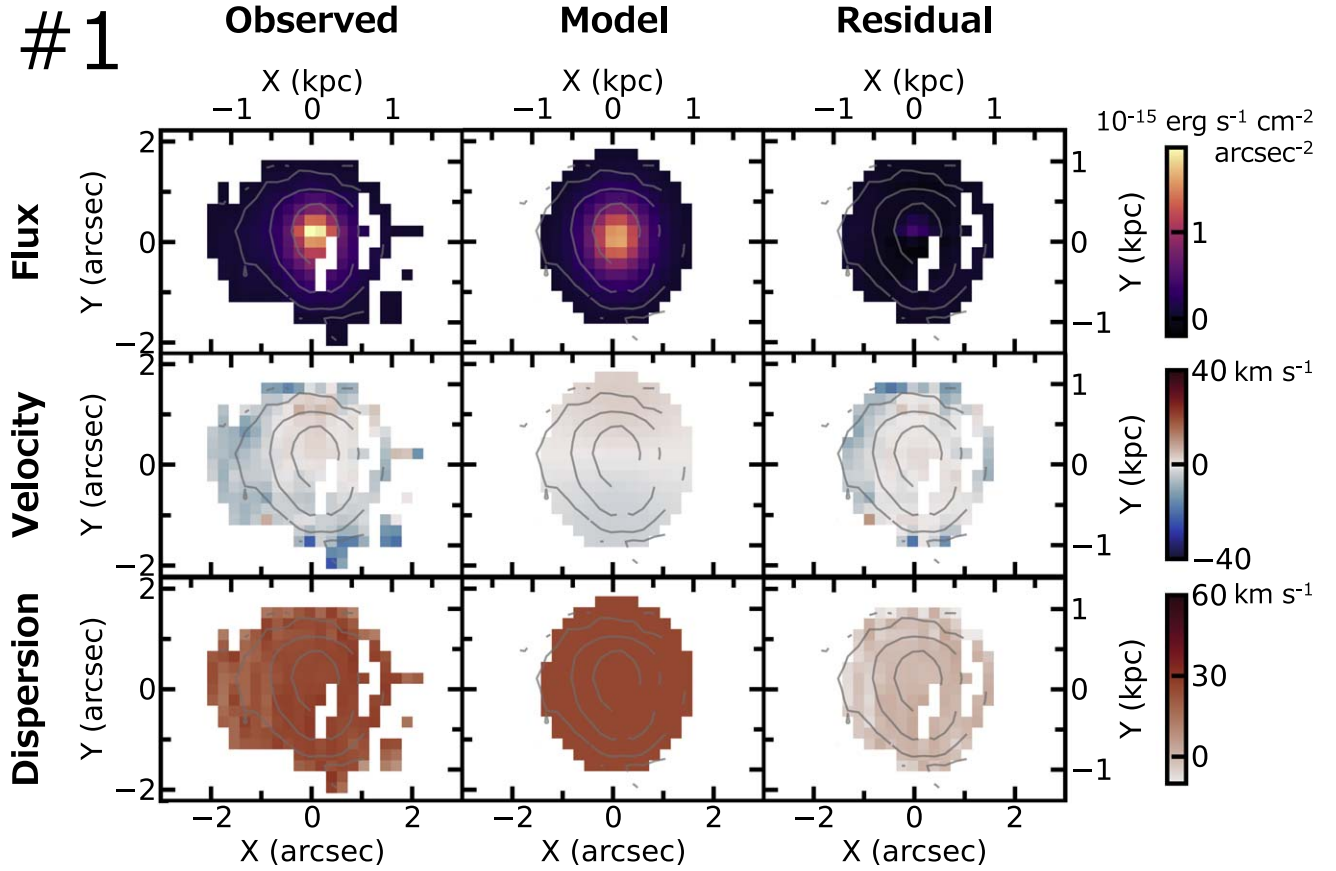 #1
Observed Model Residual
X (kpc) X (kpc) X (kpc)
−1 0 1 −1 0 1 −1 0 1
10⁻¹⁵ erg s⁻¹ cm⁻²
arcsec⁻²
Flux
Y (arcsec)
2
0
−2
1
0
−1
Y (kpc)
1
0
Velocity
Y (arcsec)
2
0
−2
1
0
−1
Y (kpc)
40 km s⁻¹
0
−40
Dispersion
Y (arcsec)
2
0
−2
1
0
−1
Y (kpc)
60 km s⁻¹
30
0
−2 0 2 −2 0 2 −2 0 2
X (arcsec) X (arcsec) X (arcsec)